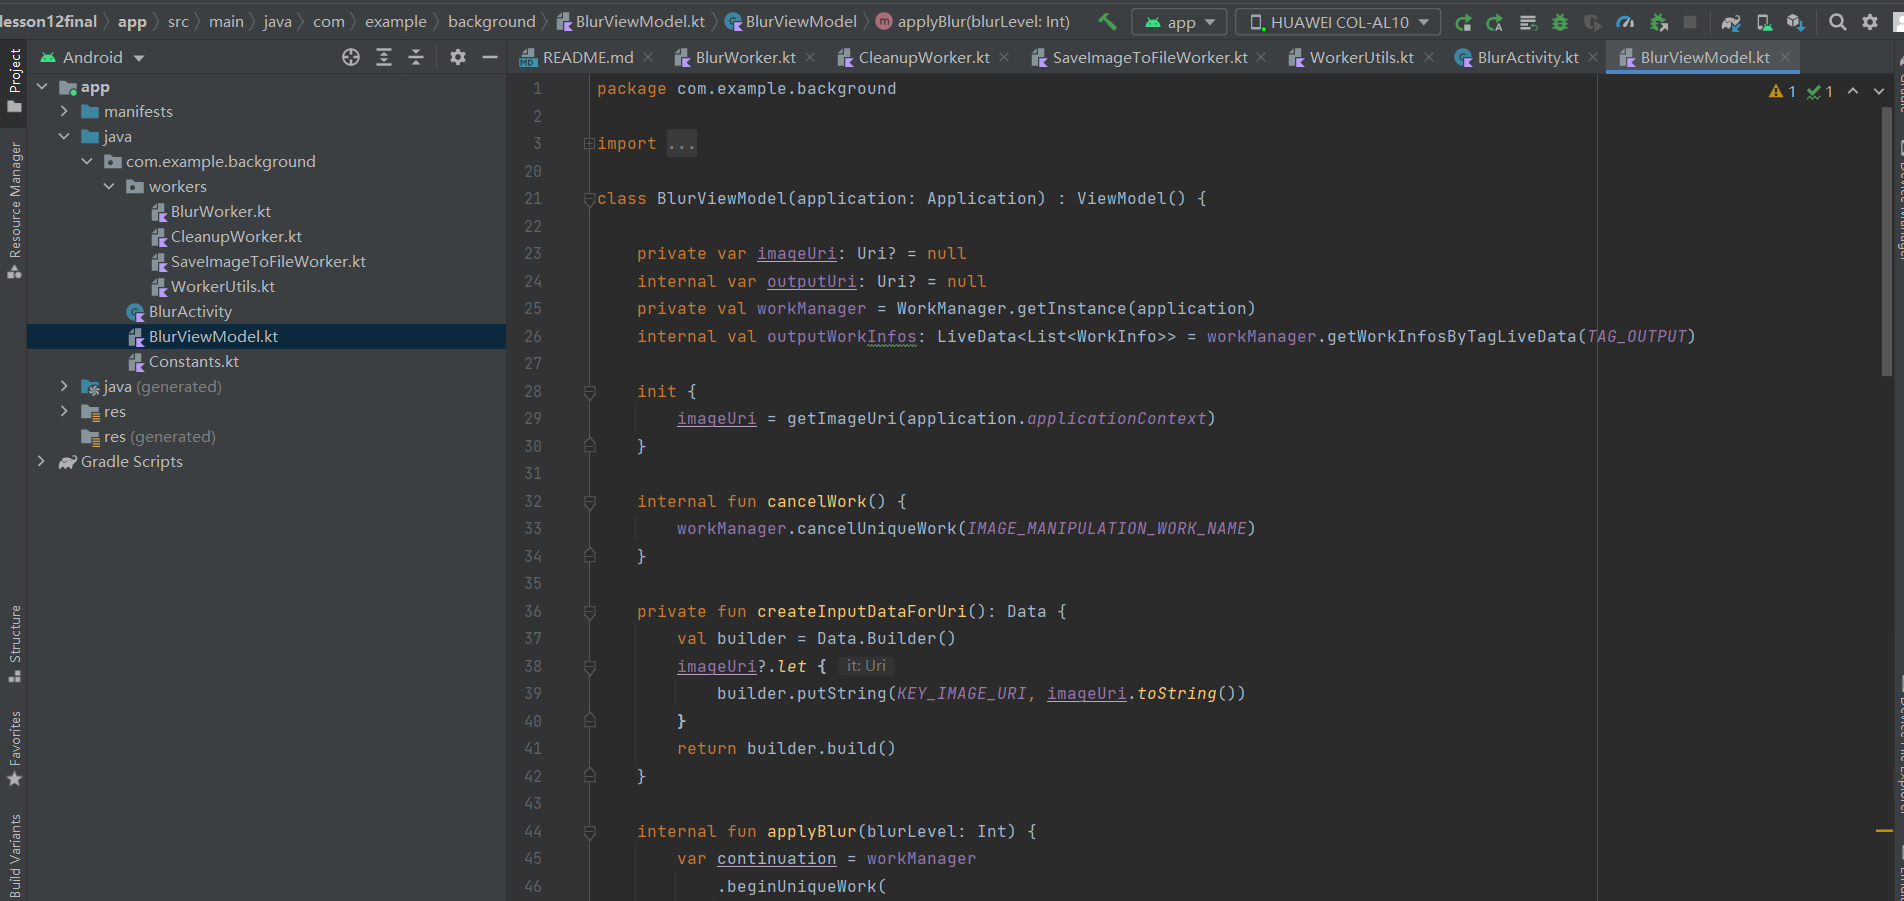 lesson12final app src main java com example background BlurViewModel.kt BlurViewModel applyBlur(blurLevel: Int) app HUAWEI COL-AL10
Android
README.md BlurWorker.kt CleanupWorker.kt SaveImageToFileWorker.kt WorkerUtils.kt BlurActivity.kt BlurViewModel.kt
Project
Resource Manager
Structure
Favorites
Build Variants
app
manifests
java
com.example.background
workers
BlurWorker.kt
CleanupWorker.kt
SaveImageToFileWorker.kt
WorkerUtils.kt
BlurActivity
BlurViewModel.kt
Constants.kt
java (generated)
res
res (generated)
Gradle Scripts
1 1
1 package com.example.background
2
3 import ...
20
21 class BlurViewModel(application: Application) : ViewModel() {
22
23 private var imageUri: Uri? = null
24 internal var outputUri: Uri? = null
25 private val workManager = WorkManager.getInstance(application)
26 internal val outputWorkInfos: LiveData<List<WorkInfo>> = workManager.getWorkInfosByTagLiveData(TAG_OUTPUT)
27
28 init {
29 imageUri = getImageUri(application.applicationContext)
30 }
31
32 internal fun cancelWork() {
33 workManager.cancelUniqueWork(IMAGE_MANIPULATION_WORK_NAME)
34 }
35
36 private fun createInputDataForUri(): Data {
37 val builder = Data.Builder()
38 imageUri?.let { it: Uri
39 builder.putString(KEY_IMAGE_URI, imageUri.toString())
40 }
41 return builder.build()
42 }
43
44 internal fun applyBlur(blurLevel: Int) {
45 var continuation = workManager
46 .beginUniqueWork(